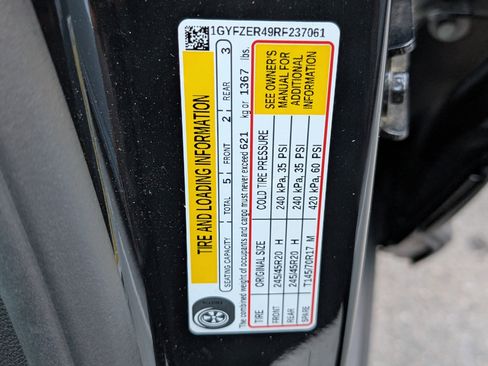 1GYFZER49RF237061
TIRE AND LOADING INFORMATION
SEATING CAPACITY TOTAL 5 FRONT 2 REAR 3
The combined weight of occupants and cargo must never exceed 621 kg or 1367 lbs.
TIRE ORIGINAL SIZE COLD TIRE PRESSURE
FRONT 245/45R20 H 240 kPa, 35 PSI
REAR 245/45R20 H 240 kPa, 35 PSI
SPARE T145/70R17 M 420 kPa, 60 PSI
SEE OWNER'S
MANUAL FOR
ADDITIONAL
INFORMATION